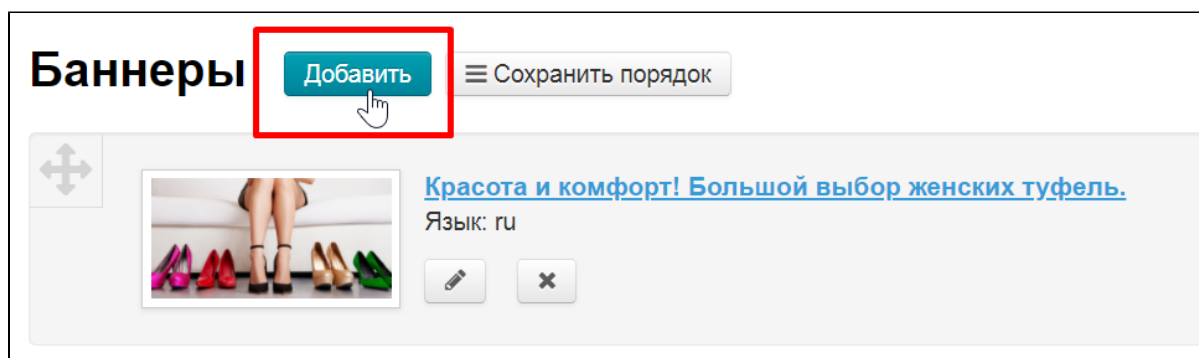 Баннеры Добавить Сохранить порядок
Красота и комфорт! Большой выбор женских туфель.
Язык: ru